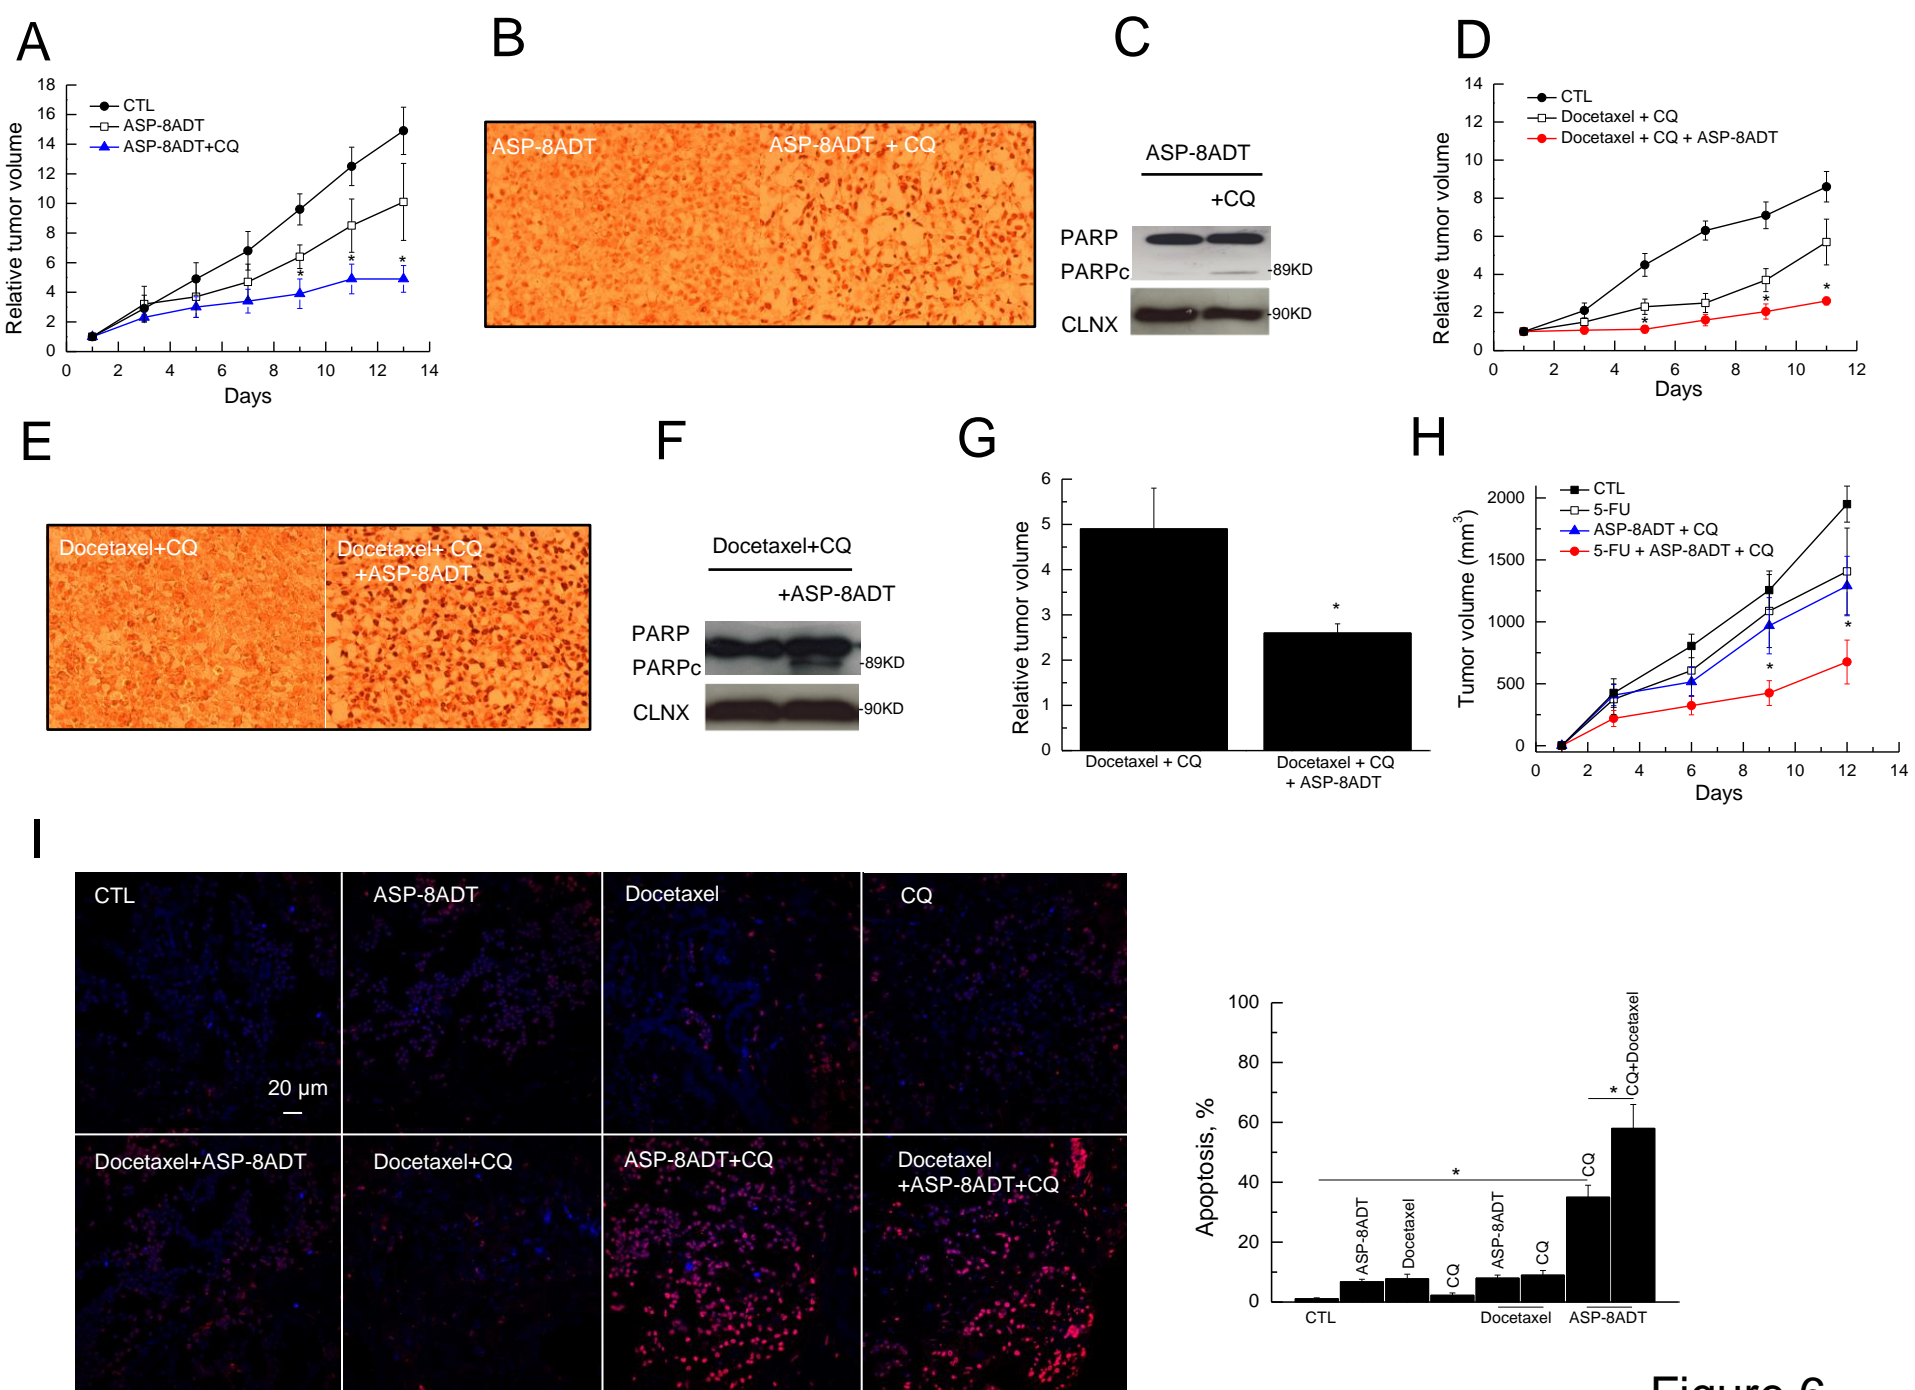 A
18
16
14
12
10
8
6
4
2
0
Relative tumor volume
CTL
ASP-8ADT
ASP-8ADT+CQ
* * *
0 2 4 6 8 10 12 14
Days
B
ASP-8ADT
ASP-8ADT + CQ
C
ASP-8ADT
+CQ
PARP
PARPc
-89KD
CLNX
-90KD
D
14
12
10
8
6
4
2
0
Relative tumor volume
CTL
Docetaxel + CQ
Docetaxel + CQ + ASP-8ADT
* * *
0 2 4 6 8 10 12
Days
E
Docetaxel+CQ
Docetaxel+ CQ
+ASP-8ADT
F
Docetaxel+CQ
+ASP-8ADT
PARP
PARPc
-89KD
CLNX
-90KD
G
6
5
4
3
2
1
0
Relative tumor volume
*
Docetaxel + CQ
Docetaxel + CQ
+ ASP-8ADT
H
2000
1500
1000
500
0
Tumor volume (mm³)
CTL
5-FU
ASP-8ADT + CQ
5-FU + ASP-8ADT + CQ
* *
0 2 4 6 8 10 12 14
Days
I
CTL
20 µm
ASP-8ADT
Docetaxel
CQ
Docetaxel+ASP-8ADT
Docetaxel+CQ
ASP-8ADT+CQ
Docetaxel
+ASP-8ADT+CQ
100
80
60
40
20
0
Apoptosis, %
ASP-8ADT
Docetaxel
CQ
ASP-8ADT
CQ
CQ
CQ+Docetaxel
*
*
CTL
Docetaxel
ASP-8ADT
Figure 6